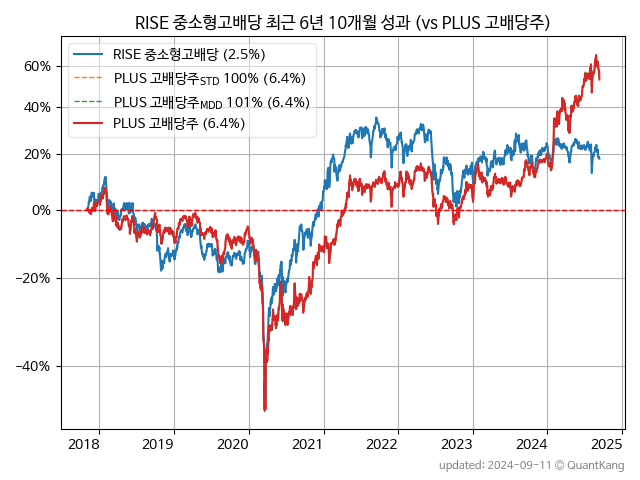 RISE 중소형고배당 최근 6년 10개월 성과 (vs PLUS 고배당주)
RISE 중소형고배당 (2.5%)
PLUS 고배당주STD 100% (6.4%)
PLUS 고배당주MDD 101% (6.4%)
PLUS 고배당주 (6.4%)
60%
40%
20%
0%
−20%
−40%
2018 2019 2020 2021 2022 2023 2024 2025
updated: 2024-09-11 © QuantKang